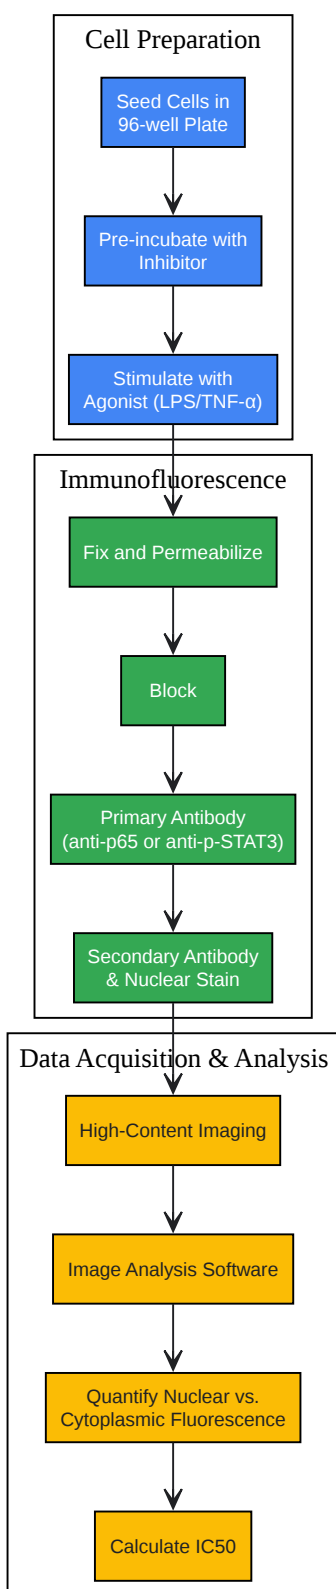 Cell Preparation
Seed Cells in
96-well Plate
Pre-incubate with
Inhibitor
Stimulate with
Agonist (LPS/TNF-α)
Immunofluorescence
Fix and Permeabilize
Block
Primary Antibody
(anti-p65 or anti-p-STAT3)
Secondary Antibody
& Nuclear Stain
Data Acquisition & Analysis
High-Content Imaging
Image Analysis Software
Quantify Nuclear vs.
Cytoplasmic Fluorescence
Calculate IC50